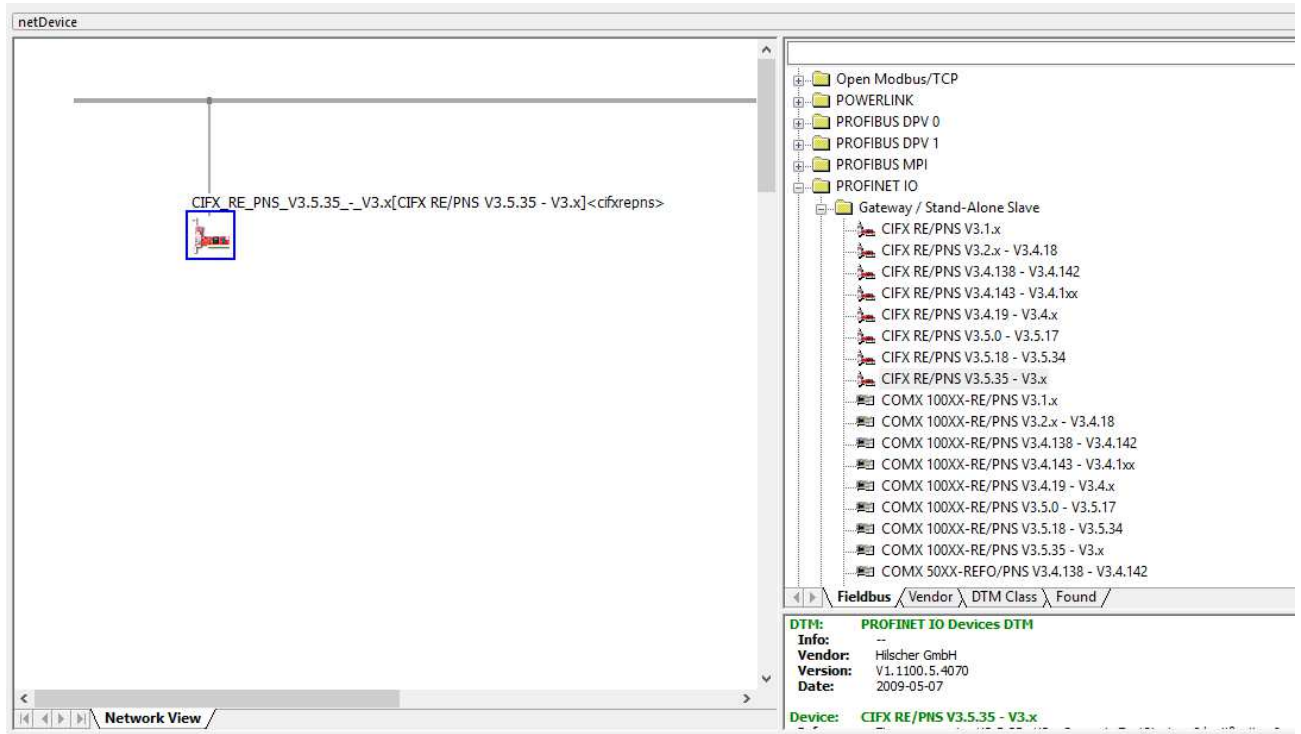 netDevice
CIFX_RE_PNS_V3.5.35_-_V3.x[CIFX RE/PNS V3.5.35 - V3.x]<cifxrepns>
Network View
Open Modbus/TCP
POWERLINK
PROFIBUS DPV 0
PROFIBUS DPV 1
PROFIBUS MPI
PROFINET IO
Gateway / Stand-Alone Slave
CIFX RE/PNS V3.1.x
CIFX RE/PNS V3.2.x - V3.4.18
CIFX RE/PNS V3.4.138 - V3.4.142
CIFX RE/PNS V3.4.143 - V3.4.1xx
CIFX RE/PNS V3.4.19 - V3.4.x
CIFX RE/PNS V3.5.0 - V3.5.17
CIFX RE/PNS V3.5.18 - V3.5.34
CIFX RE/PNS V3.5.35 - V3.x
COMX 100XX-RE/PNS V3.1.x
COMX 100XX-RE/PNS V3.2.x - V3.4.18
COMX 100XX-RE/PNS V3.4.138 - V3.4.142
COMX 100XX-RE/PNS V3.4.143 - V3.4.1xx
COMX 100XX-RE/PNS V3.4.19 - V3.4.x
COMX 100XX-RE/PNS V3.5.0 - V3.5.17
COMX 100XX-RE/PNS V3.5.18 - V3.5.34
COMX 100XX-RE/PNS V3.5.35 - V3.x
COMX 50XX-REFO/PNS V3.4.138 - V3.4.142
Fieldbus Vendor DTM Class Found
DTM: PROFINET IO Devices DTM
Info: --
Vendor: Hilscher GmbH
Version: V1.1100.5.4070
Date: 2009-05-07
Device: CIFX RE/PNS V3.5.35 - V3.x